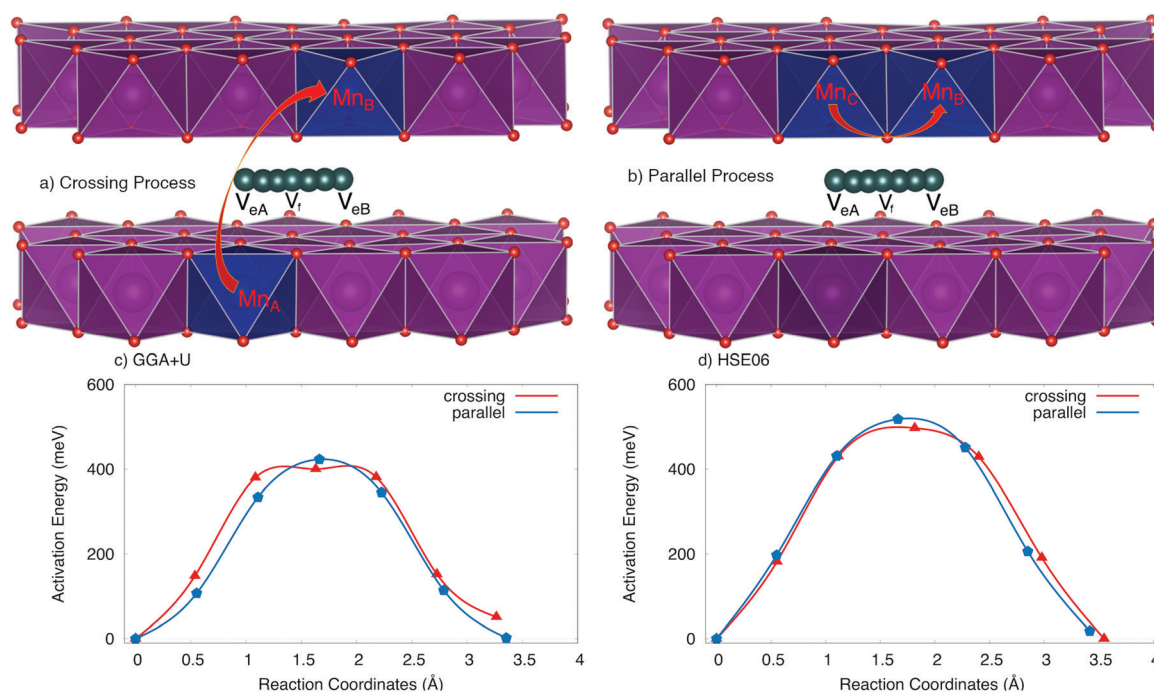 Mn_B
Mn_C Mn_B
a) Crossing Process
b) Parallel Process
V_eA V_f V_eB
V_eA V_f V_eB
Mn_A
c) GGA+U
d) HSE06
600
400
200
0
Activation Energy (meV)
crossing
parallel
0 0.5 1 1.5 2 2.5 3 3.5 4
Reaction Coordinates (Å)
600
400
200
0
Activation Energy (meV)
crossing
parallel
0 0.5 1 1.5 2 2.5 3 3.5 4
Reaction Coordinates (Å)